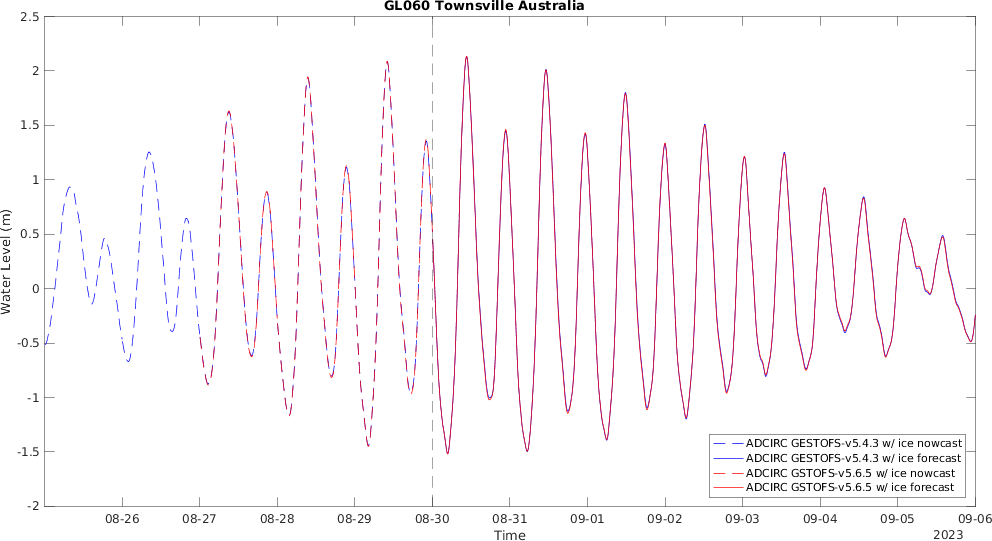 GL060 Townsville Australia
Water Level (m)
2.5
2
1.5
1
0.5
0
-0.5
-1
-1.5
-2
ADCIRC GESTOFS-v5.4.3 w/ ice nowcast
ADCIRC GESTOFS-v5.4.3 w/ ice forecast
ADCIRC GSTOFS-v5.6.5 w/ ice nowcast
ADCIRC GSTOFS-v5.6.5 w/ ice forecast
08-26 08-27 08-28 08-29 08-30 08-31 09-01 09-02 09-03 09-04 09-05 09-06
Time 2023